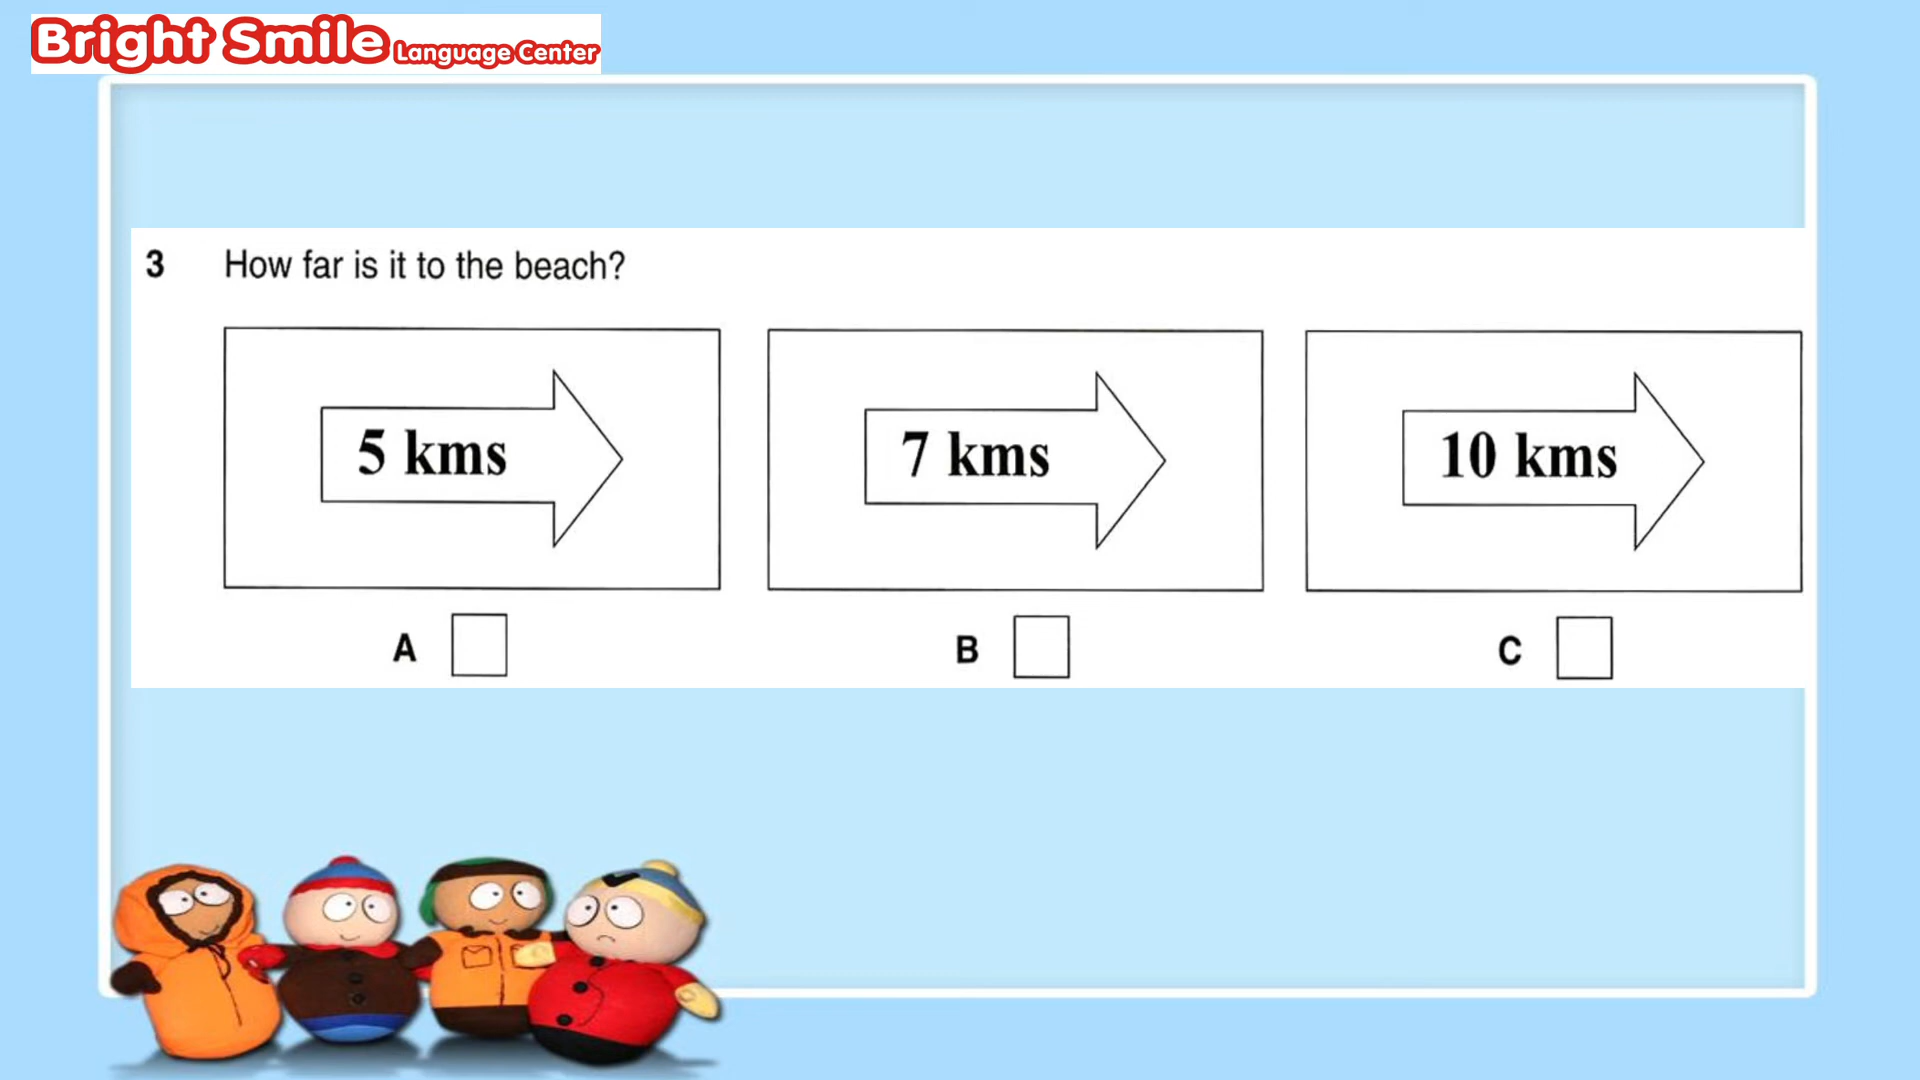 Bright Smile Language Center
3 How far is it to the beach?
5 kms 7 kms 10 kms
A B C